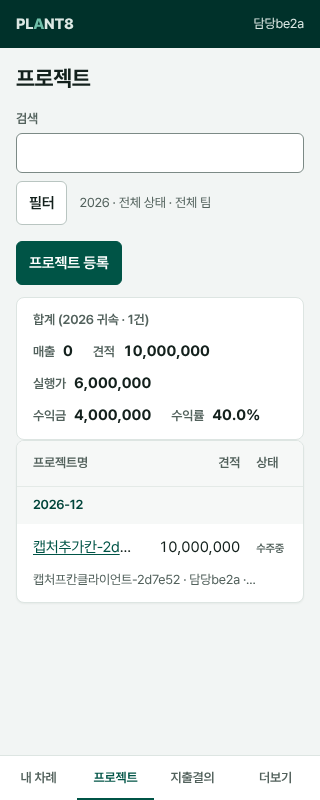 PLANT8 담당be2a
프로젝트
검색
필터 2026 · 전체 상태 · 전체 팀
프로젝트 등록
합계 (2026 귀속 · 1건)
매출 0 견적 10,000,000
실행가 6,000,000
수익금 4,000,000 수익률 40.0%
프로젝트명 견적 상태
2026-12
캡처추가칸-2d... 10,000,000 수주중
캡처프칸클라이언트-2d7e52 · 담당be2a ·...
내 차례 프로젝트 지출결의 더보기